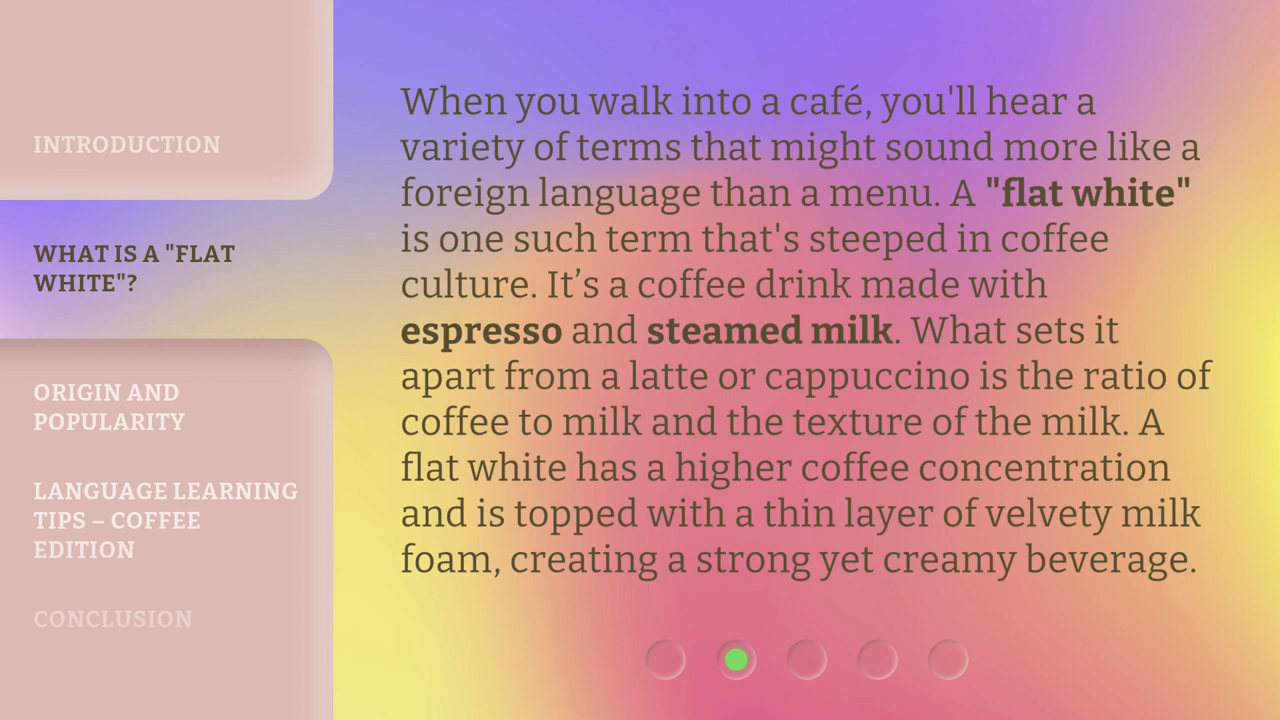 INTRODUCTION
WHAT IS A "FLAT
WHITE"?
ORIGIN AND
POPULARITY
LANGUAGE LEARNING
TIPS – COFFEE
EDITION
CONCLUSION
When you walk into a café, you'll hear a
variety of terms that might sound more like a
foreign language than a menu. A "flat white"
is one such term that's steeped in coffee
culture. It’s a coffee drink made with
espresso and steamed milk. What sets it
apart from a latte or cappuccino is the ratio of
coffee to milk and the texture of the milk. A
flat white has a higher coffee concentration
and is topped with a thin layer of velvety milk
foam, creating a strong yet creamy beverage.